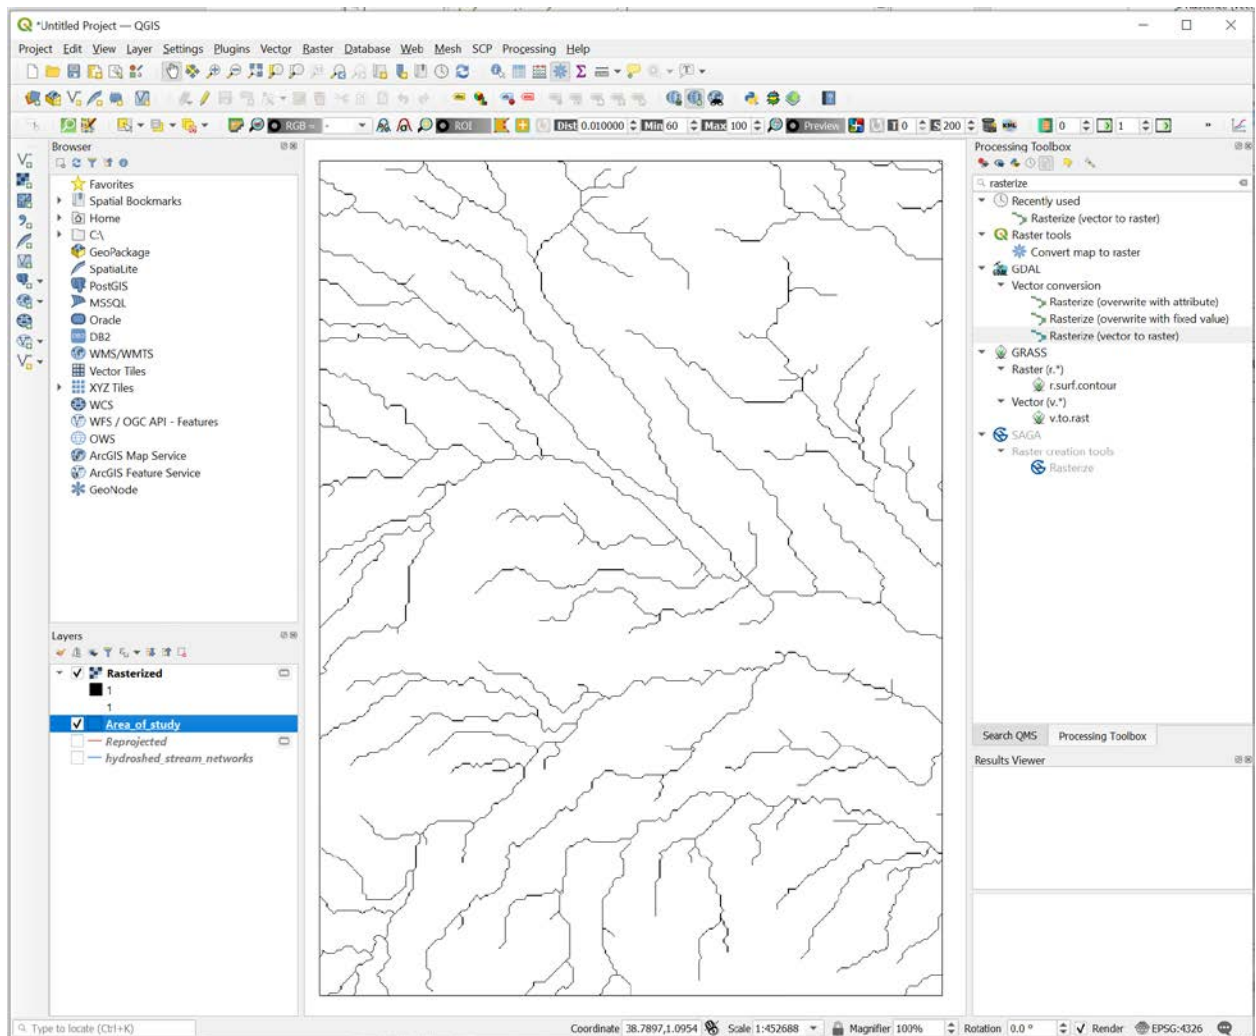 *Untitled Project — QGIS
Project Edit View Layer Settings Plugins Vector Raster Database Web Mesh SCP Processing Help
RGB = - ROI Dist 0.010000 Min 60 Max 100 Preview T 0 S 200 0 1 »
Browser
Favorites
Spatial Bookmarks
Home
C:\
GeoPackage
SpatiaLite
PostGIS
MSSQL
Oracle
DB2
WMS/WMTS
Vector Tiles
XYZ Tiles
WCS
WFS / OGC API - Features
OWS
ArcGIS Map Service
ArcGIS Feature Service
GeoNode
Layers
Rasterized
1
1
Area_of_study
Reprojected
hydroshed_stream_networks
Processing Toolbox
rasterize
Recently used
Rasterize (vector to raster)
Raster tools
Convert map to raster
GDAL
Vector conversion
Rasterize (overwrite with attribute)
Rasterize (overwrite with fixed value)
Rasterize (vector to raster)
GRASS
Raster (r.*)
r.surf.contour
Vector (v.*)
v.to.rast
SAGA
Raster creation tools
Rasterize
Search QMS Processing Toolbox
Results Viewer
Type to locate (Ctrl+K) Coordinate 38.7897,1.0954 Scale 1:452688 Magnifier 100% Rotation 0.0 ° Render EPSG:4326